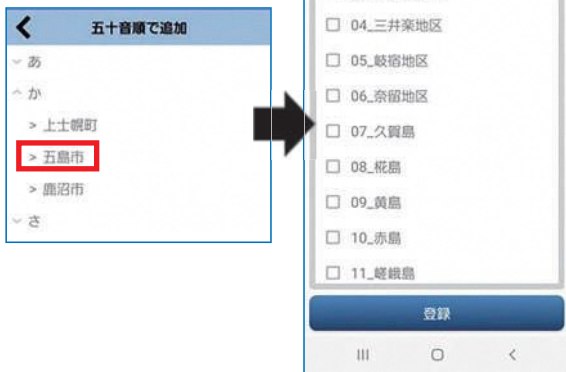 五十音順で追加
あ
か
> 上士幌町
> 五島市
> 鹿沼市
さ
04_三井楽地区
05_岐宿地区
06_奈留地区
07_久賀島
08_椛島
09_黄島
10_赤島
11_嵯峨島
登録